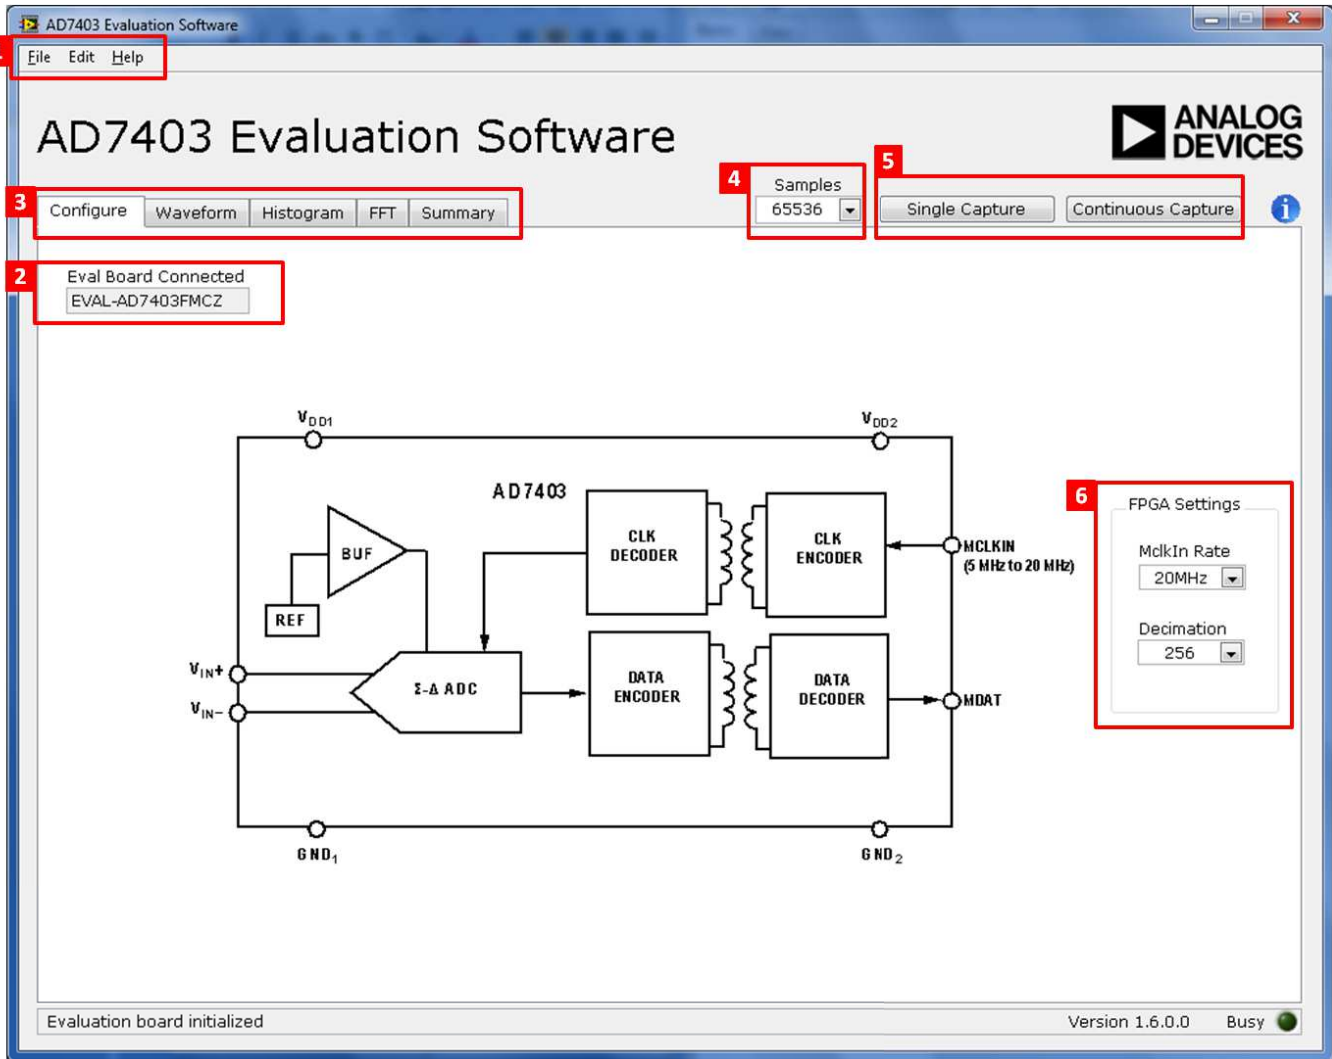 AD7403 Evaluation Software
File Edit Help
AD7403 Evaluation Software
ANALOG
DEVICES
5
4
Samples
3
Configure Waveform Histogram FFT Summary
65536
Single Capture Continuous Capture
i
2
Eval Board Connected
EVAL-AD7403FMCZ
VDD1
VDD2
AD7403
6
FPGA Settings
BUF
CLK
DECODER
CLK
ENCODER
MCLKIN
(5 MHz to 20 MHz)
MclkIn Rate
20MHz
REF
Decimation
256
VIN+
VIN−
Σ-Δ ADC
DATA
ENCODER
DATA
DECODER
MDAT
GND1
GND2
Evaluation board initialized
Version 1.6.0.0 Busy